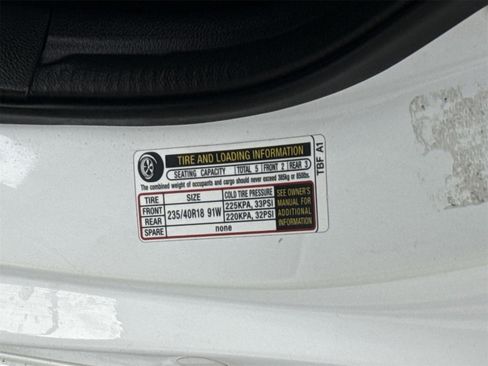 TIRE AND LOADING INFORMATION
SEATING CAPACITY TOTAL 5 FRONT 2 REAR 3
The combined weight of occupants and cargo should never exceed 385kg or 850lbs.
TIRE SIZE COLD TIRE PRESSURE
FRONT 235/40R18 91W 225KPA, 33PSI
REAR 220KPA, 32PSI
SPARE none
SEE OWNER'S
MANUAL FOR
ADDITIONAL
INFORMATION
TBF A1